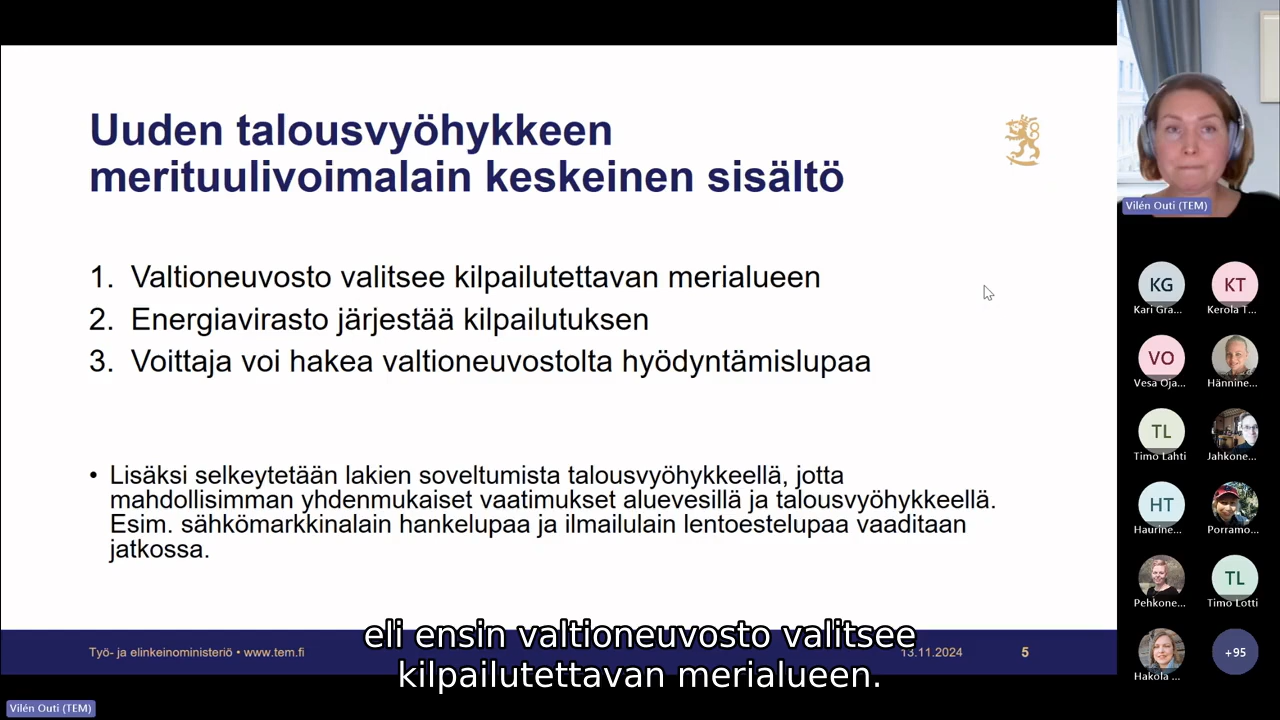 Uuden talousvyöhykkeen
merituulivoimalain keskeinen sisältö
1. Valtioneuvosto valitsee kilpailutettavan merialueen
2. Energiavirasto järjestää kilpailutuksen
3. Voittaja voi hakea valtioneuvostolta hyödyntämislupaa
• Lisäksi selkeytetään lakien soveltumista talousvyöhykkeellä, jotta
mahdollisimman yhdenmukaiset vaatimukset aluevesillä ja talousvyöhykkeellä.
Esim. sähkömarkkinalain hankelupaa ja ilmailulain lentoestelupaa vaaditaan
jatkossa.
Työ- ja elinkeinoministeriö • www.tem.fi
13.11.2024
5
eli ensin valtioneuvosto valitsee
kilpailutettavan merialueen.
Vilén Outi (TEM)
Vilén Outi (TEM)
KG
KT
Kari Gra...
Kerola T...
VO
Vesa Oja...
Hännine...
TL
Timo Lahti
Jahkone...
HT
Haurine...
Porramo...
TL
Pehkone...
Timo Lotti
Hakola ...
+95